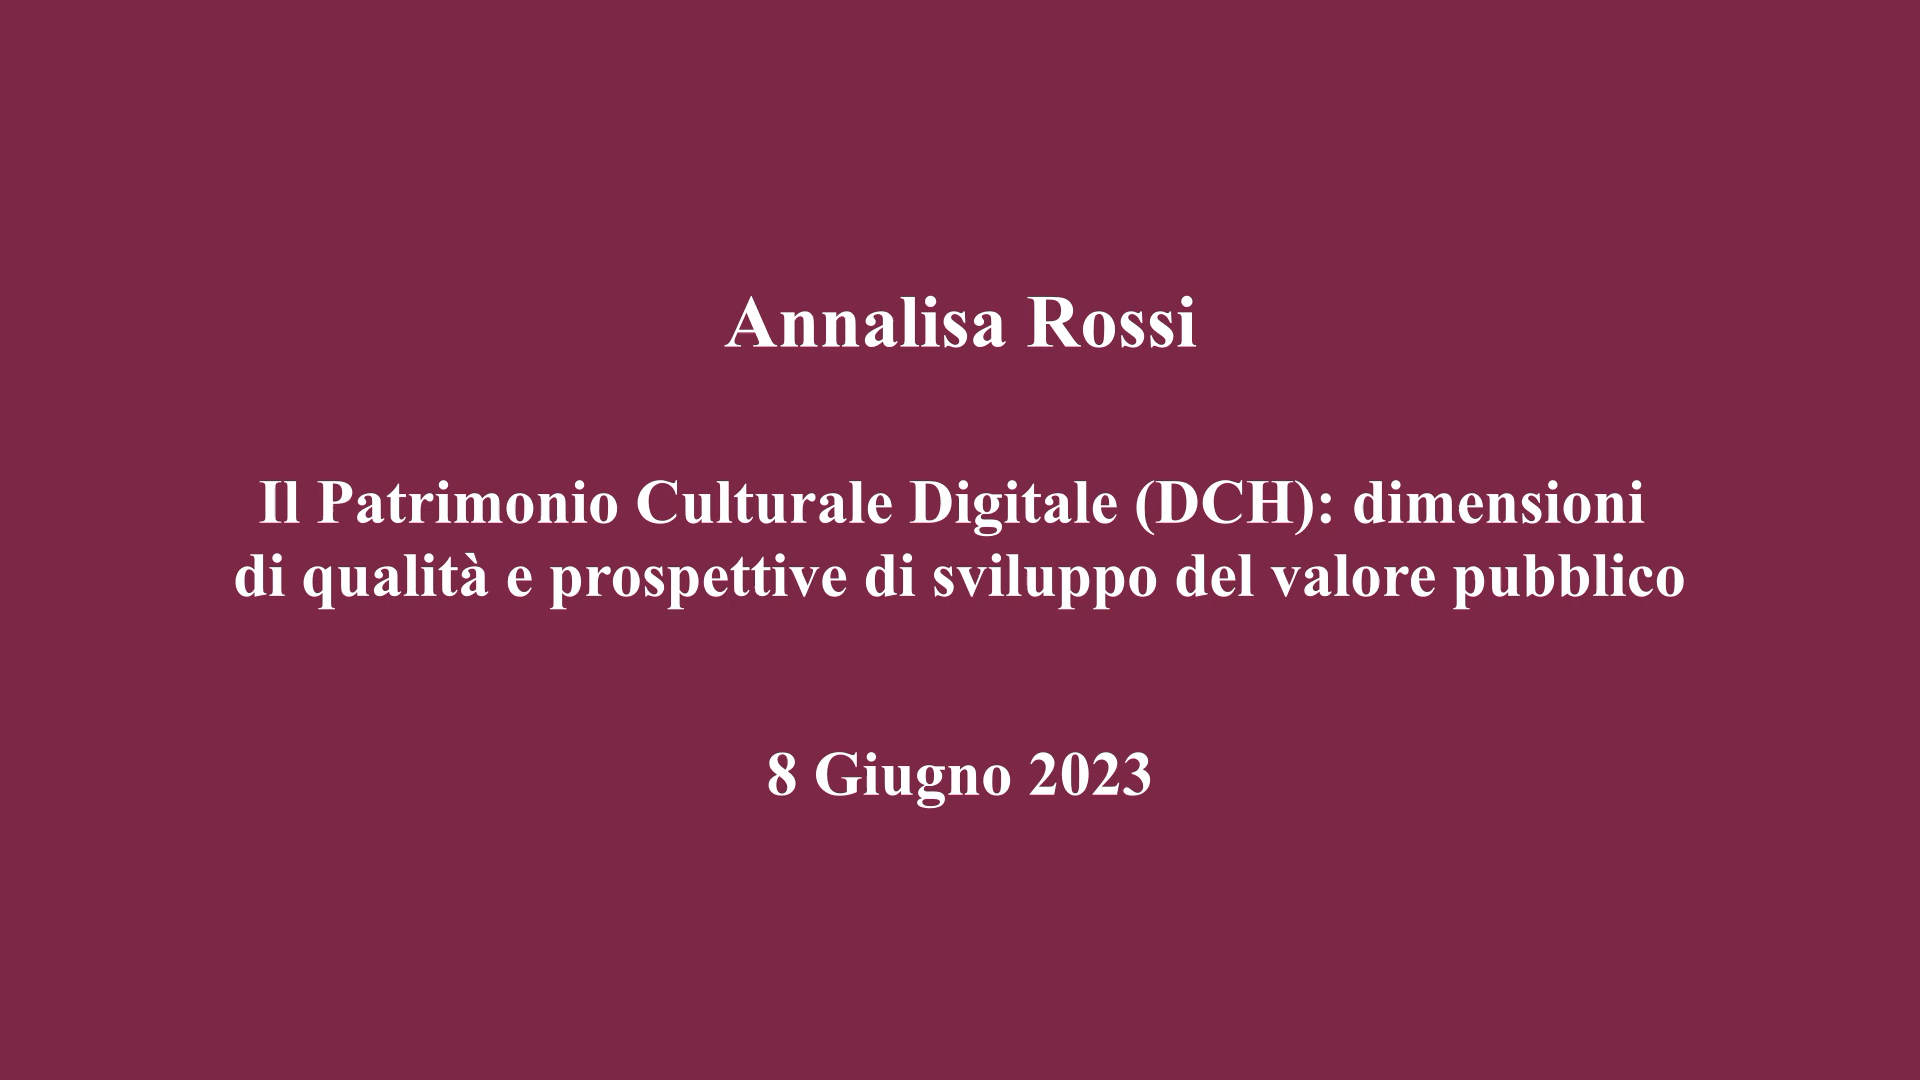 Annalisa Rossi
Il Patrimonio Culturale Digitale (DCH): dimensioni
di qualità e prospettive di sviluppo del valore pubblico
8 Giugno 2023